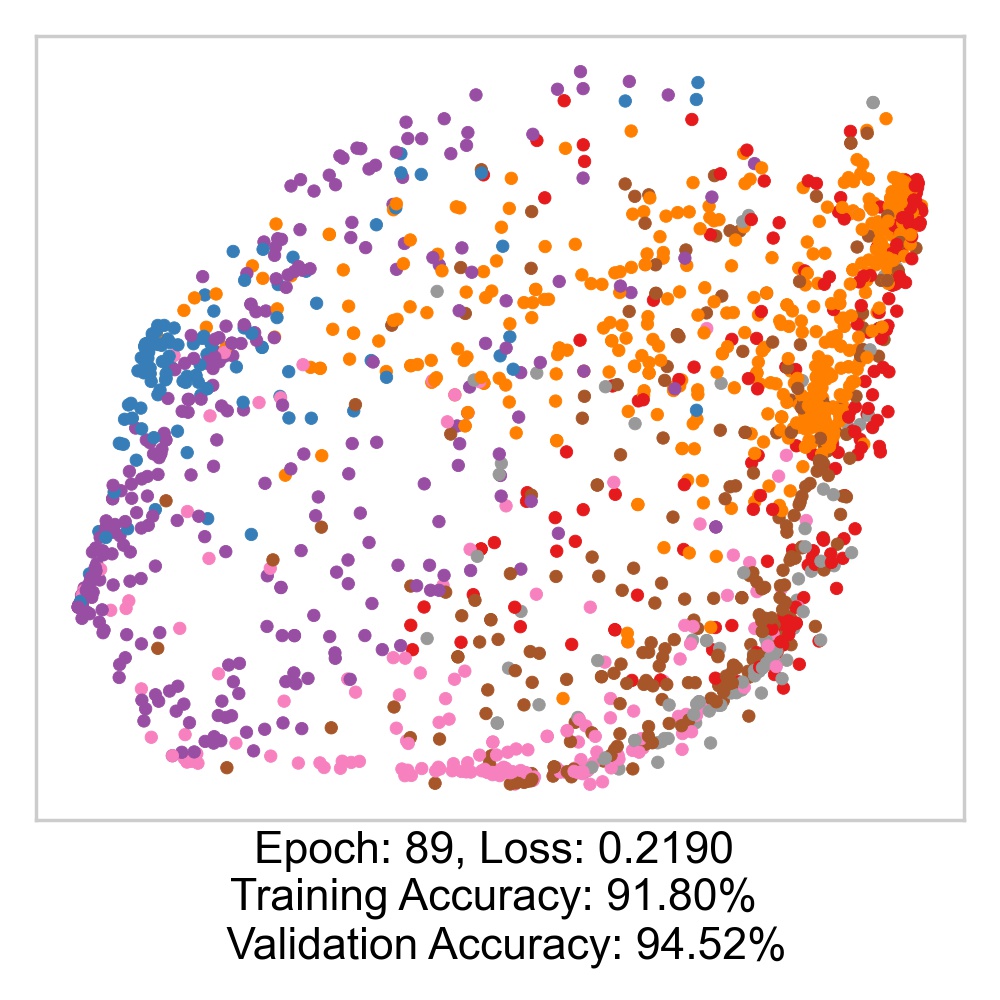 Epoch: 89, Loss: 0.2190
Training Accuracy: 91.80%
Validation Accuracy: 94.52%